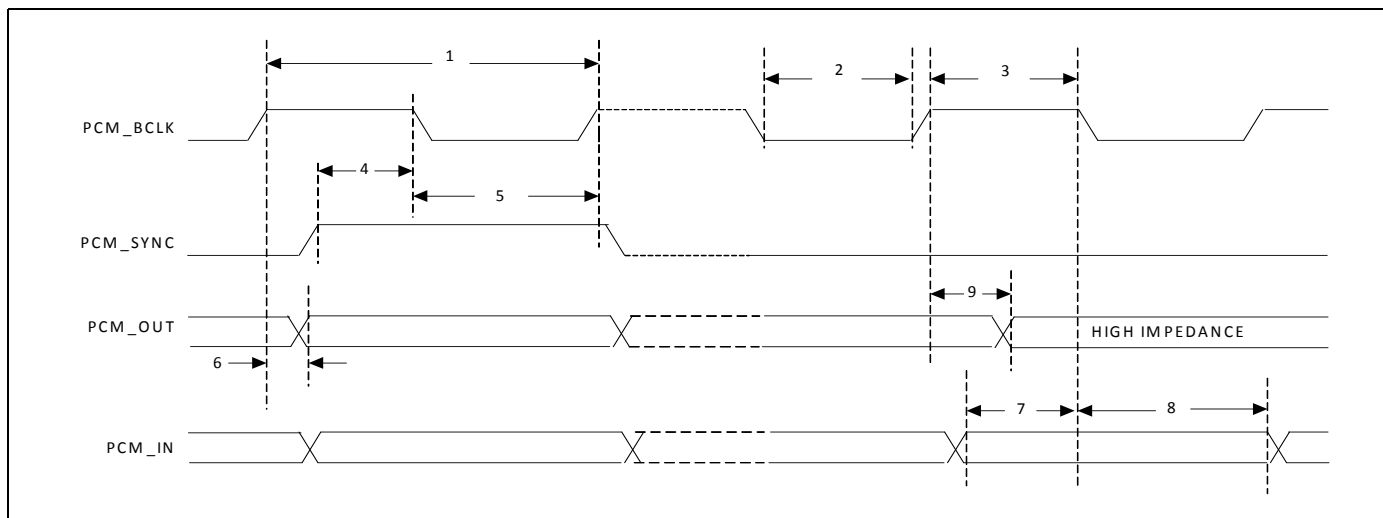 1
2
3
PCM_BCLK
4
5
PCM_SYNC
9
PCM_OUT
HIGH IMPEDANCE
6
7
8
PCM_IN